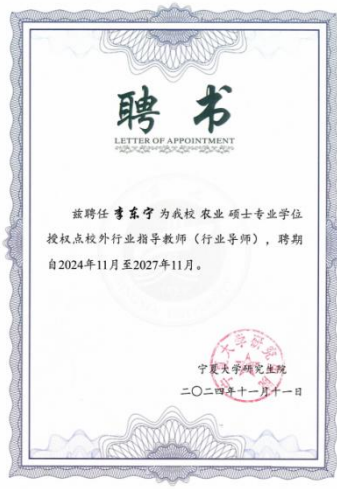 聘书
LETTER OF APPOINTMENT
兹聘任 李东宁 为我校 农业 硕士专业学位
授权点校外行业指导教师（行业导师），聘期
自2024年11月至2027年11月。
宁夏大学研究生院
二〇二四年十一月十一日